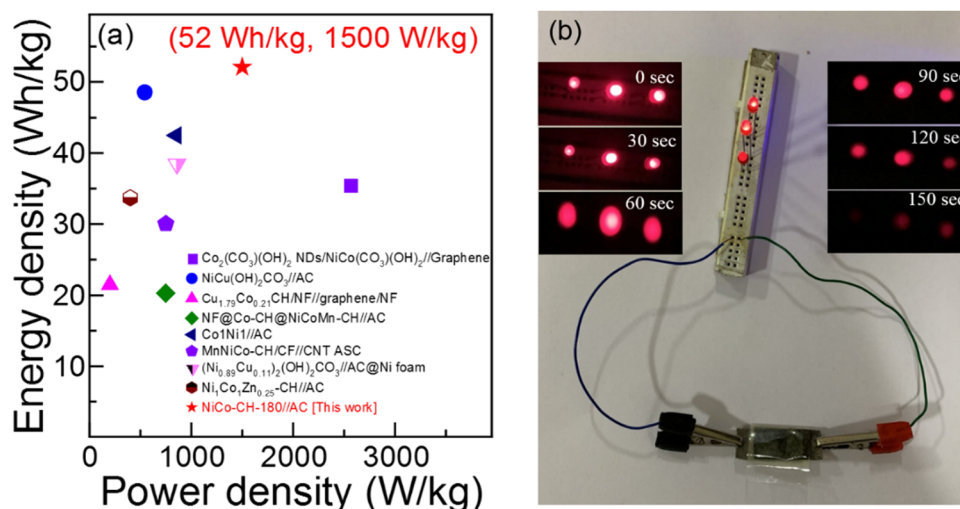 (a)
(52 Wh/kg, 1500 W/kg)
Energy density (Wh/kg)
50
40
30
20
10
Co₂(CO₃)(OH)₂ NDs/NiCo(CO₃)(OH)₂//Graphene
NiCu(OH)₂CO₃//AC
Cu₁.₇₉Co₀.₂₁CH/NF//graphene/NF
NF@Co-CH@NiCoMn-CH//AC
Co1Ni1//AC
MnNiCo-CH/CF//CNT ASC
(Ni₀.₈₉Cu₀.₁₁)₂(OH)₂CO₃//AC@Ni foam
Ni₁Co₁Zn₀.₂₅-CH//AC
NiCo-CH-180//AC [This work]
0
1000
2000
3000
Power density (W/kg)
(b)
0 sec
30 sec
60 sec
90 sec
120 sec
150 sec